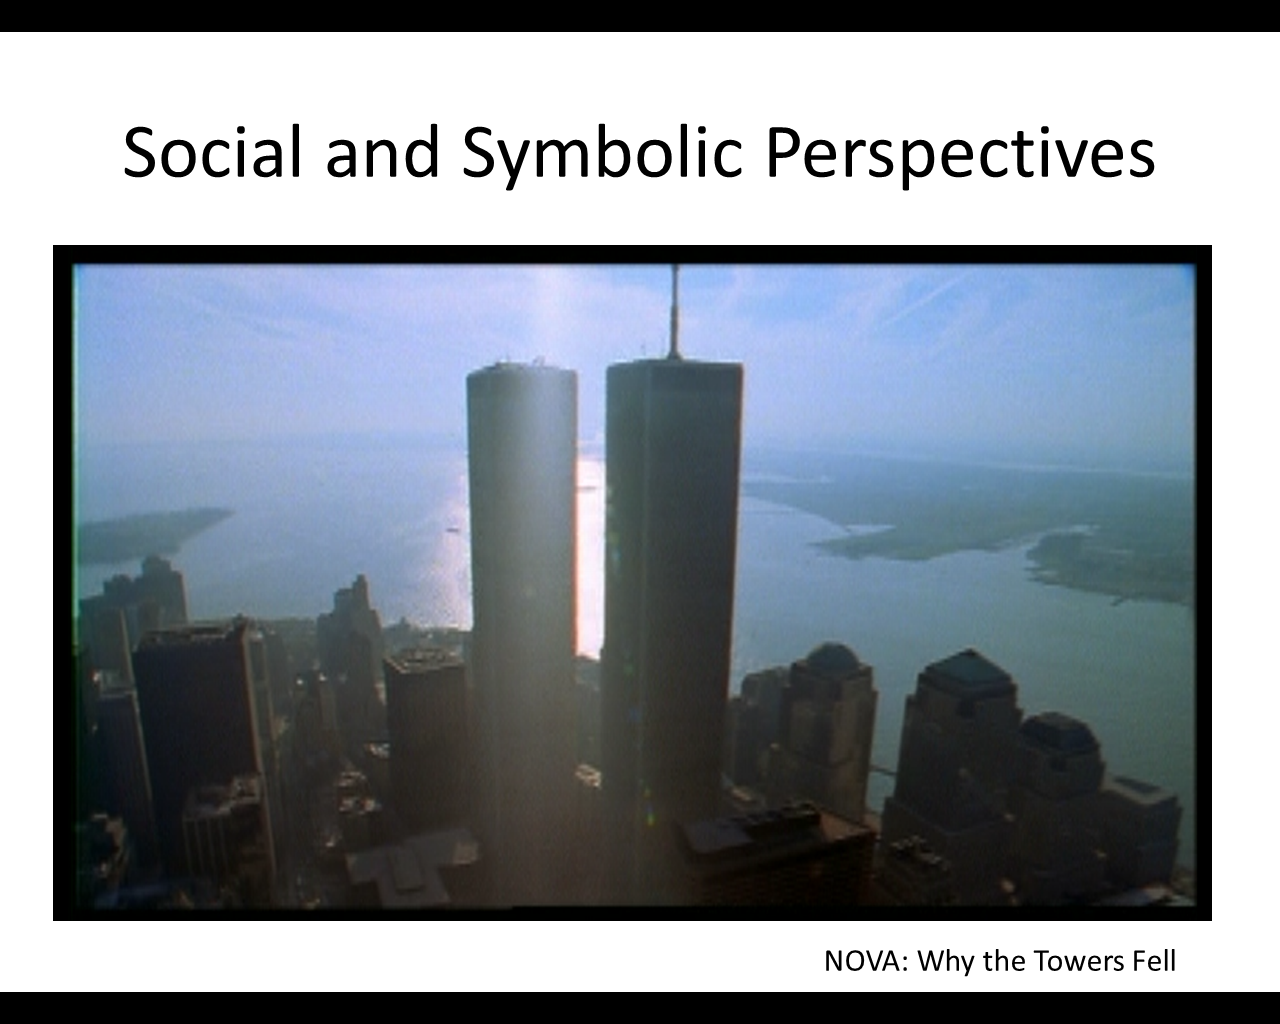 Social and Symbolic Perspectives
NOVA: Why the Towers Fell